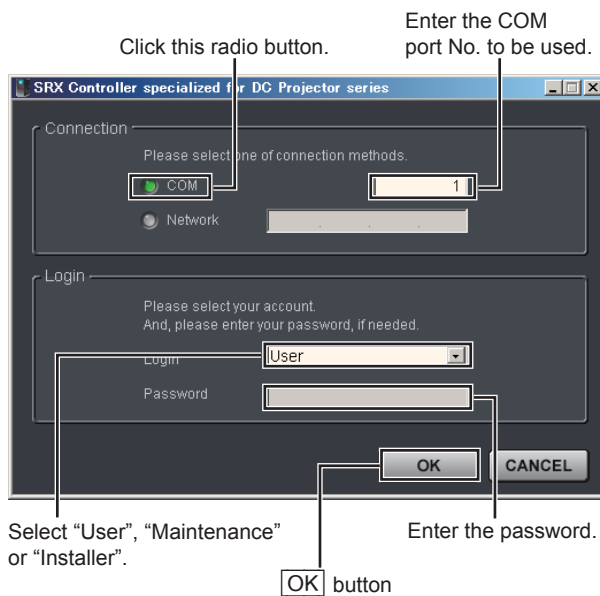 Enter the COM
Click this radio button.
port No. to be used.
SRX Controller specialized for DC Projector series
Connection
Please select one of connection methods.
COM
1
Network
. . .
Login
Please select your account.
And, please enter your password, if needed.
Login
User
Password
OK
CANCEL
Select “User”, “Maintenance”
or “Installer”.
Enter the password.
OK button